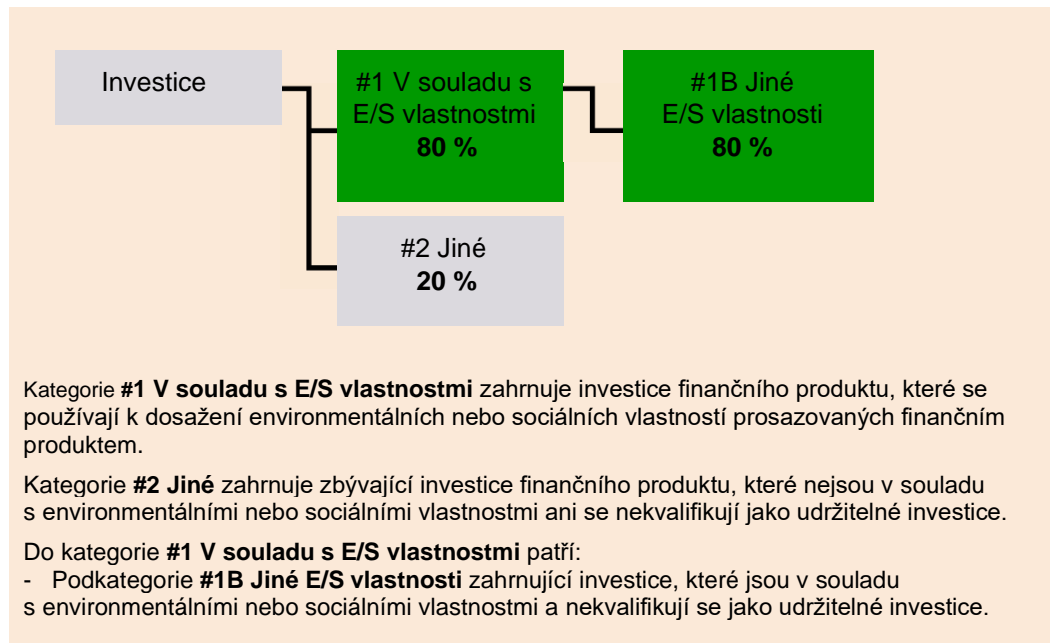 Investice
#1 V souladu s
E/S vlastnostmi
80 %
#1B Jiné
E/S vlastnosti
80 %
#2 Jiné
20 %
Kategorie #1 V souladu s E/S vlastnostmi zahrnuje investice finančního produktu, které se
používají k dosažení environmentálních nebo sociálních vlastností prosazovaných finančním
produktem.
Kategorie #2 Jiné zahrnuje zbývající investice finančního produktu, které nejsou v souladu
s environmentálními nebo sociálními vlastnostmi ani se nekvalifikují jako udržitelné investice.
Do kategorie #1 V souladu s E/S vlastnostmi patří:
- Podkategorie #1B Jiné E/S vlastnosti zahrnující investice, které jsou v souladu
s environmentálními nebo sociálními vlastnostmi a nekvalifikují se jako udržitelné investice.